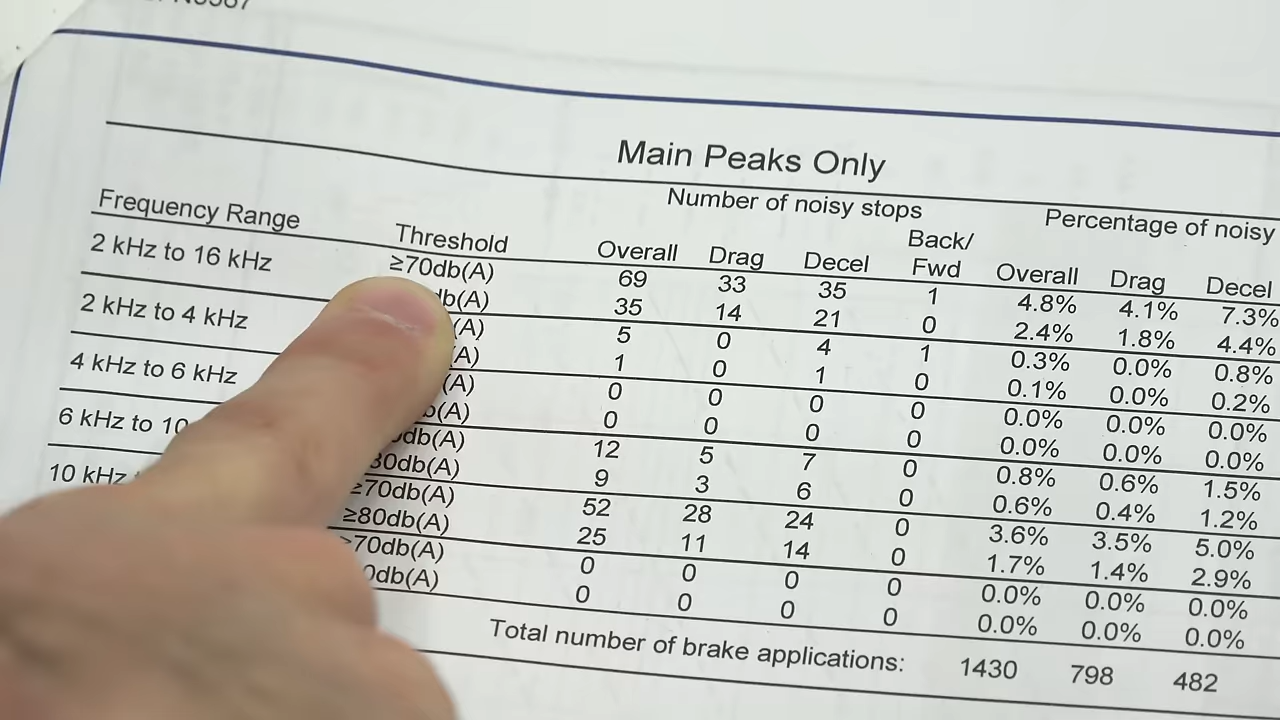 Main Peaks Only
Number of noisy stops
Percentage of noisy
Frequency Range Threshold Overall Drag Decel Back/ Fwd Overall Drag Decel
2 kHz to 16 kHz ≥70db(A) 69 33 35 1 4.8% 4.1% 7.3%
db(A) 35 14 21 0 2.4% 1.8% 4.4%
2 kHz to 4 kHz (A) 5 0 4 1 0.3% 0.0% 0.8%
(A) 1 0 1 0 0.1% 0.0% 0.2%
4 kHz to 6 kHz (A) 0 0 0 0 0.0% 0.0% 0.0%
(A) 0 0 0 0 0.0% 0.0% 0.0%
6 kHz to 10 db(A) 12 5 7 0 0.8% 0.6% 1.5%
80db(A) 9 3 6 0 0.6% 0.4% 1.2%
10 kHz ≥70db(A) 52 28 24 0 3.6% 3.5% 5.0%
≥80db(A) 25 11 14 0 1.7% 1.4% 2.9%
≥70db(A) 0 0 0 0 0.0% 0.0% 0.0%
0db(A) 0 0 0 0 0.0% 0.0% 0.0%
Total number of brake applications: 1430 798 482